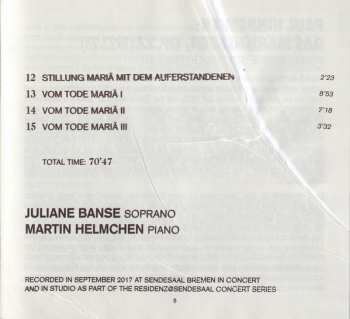 12 STILLUNG MARIÄ MIT DEM AUFERSTANDENEN 2'23
13 VOM TODE MARIÄ I 8'53
14 VOM TODE MARIÄ II 7'18
15 VOM TODE MARIÄ III 3'32
TOTAL TIME: 70'47
JULIANE BANSE SOPRANO
MARTIN HELMCHEN PIANO
RECORDED IN SEPTEMBER 2017 AT SENDESAAL BREMEN IN CONCERT
AND IN STUDIO AS PART OF THE RESIDENZ@SENDESAAL CONCERT SERIES